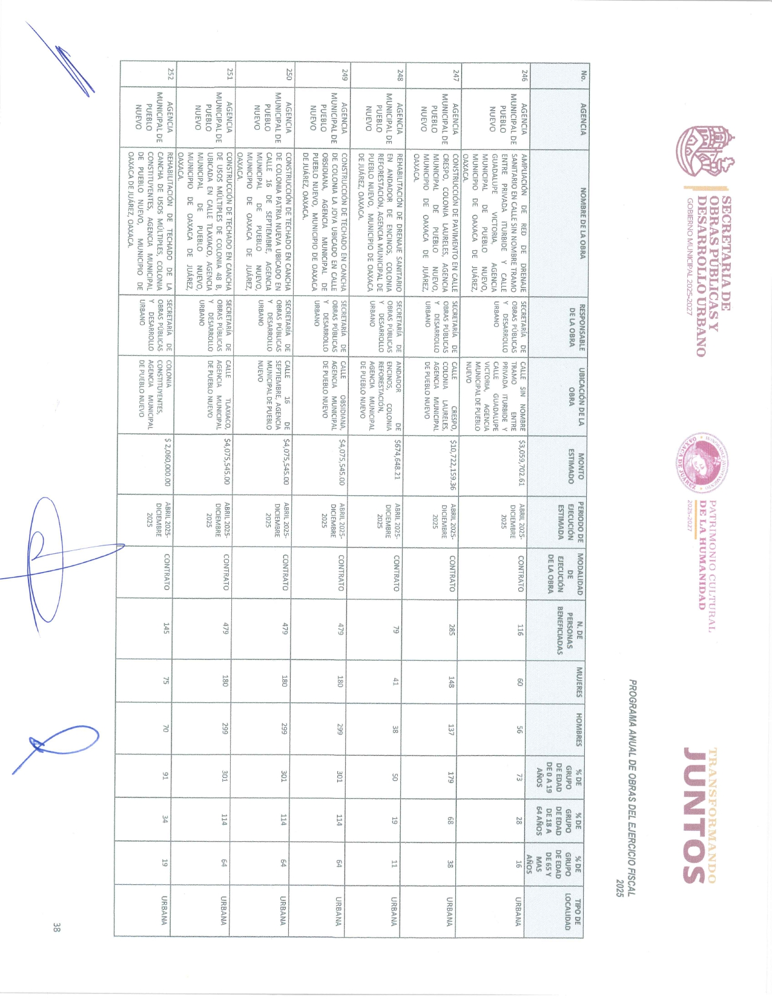 SECRETARIA DE
OBRAS PÚBLICAS Y
DESARROLLO URBANO
GOBIERNO MUNICIPAL 2025-2027
HONORABLE AYUNTAMIENTO
OAXACA DE JUÁREZ
PATRIMONIO CULTURAL
DE LA HUMANIDAD
2025-2027
TRANSFORMANDO
JUNTOS
PROGRAMA ANUAL DE OBRAS DEL EJERCICIO FISCAL
2025
No. AGENCIA NOMBRE DE LA OBRA RESPONSABLE DE LA OBRA UBICACIÓN DE LA OBRA MONTO ESTIMADO PERIODO DE EJECUCIÓN ESTIMADA MODALIDAD DE EJECUCIÓN DE LA OBRA N. DE PERSONAS BENEFICIADAS MUJERES HOMBRES % DE GRUPO DE EDAD DE 0 A 19 AÑOS % DE GRUPO DE EDAD DE 18 A 64 AÑOS % DE GRUPO DE EDAD DE 65 Y MAS AÑOS TIPO DE LOCALIDAD
246 AGENCIA MUNICIPAL DE PUEBLO NUEVO AMPLIACIÓN DE RED DE DRENAJE SANITARIO EN CALLE SIN NOMBRE TRAMO ENTRE PRIVADA ITURBIDE Y CALLE GUADALUPE VICTORIA, AGENCIA MUNICIPAL DE PUEBLO NUEVO, MUNICIPIO DE OAXACA DE JUÁREZ, OAXACA. SECRETARÍA DE OBRAS PÚBLICAS Y DESARROLLO URBANO CALLE SIN NOMBRE TRAMO ENTRE PRIVADA ITURBIDE Y CALLE GUADALUPE VICTORIA, AGENCIA MUNICIPAL DE PUEBLO NUEVO $3,059,702.61 ABRIL 2025-DICIEMBRE 2025 CONTRATO 116 60 56 73 28 16 URBANA
247 AGENCIA MUNICIPAL DE PUEBLO NUEVO CONSTRUCCIÓN DE PAVIMENTO EN CALLE CRESPO, COLONIA LAURELES, AGENCIA MUNICIPAL DE PUEBLO NUEVO, MUNICIPIO DE OAXACA DE JUÁREZ, OAXACA. SECRETARÍA DE OBRAS PÚBLICAS Y DESARROLLO URBANO CALLE CRESPO, COLONIA LAURELES, AGENCIA MUNICIPAL DE PUEBLO NUEVO $10,722,159.36 ABRIL 2025-DICIEMBRE 2025 CONTRATO 285 148 137 179 68 38 URBANA
248 AGENCIA MUNICIPAL DE PUEBLO NUEVO REHABILITACIÓN DE DRENAJE SANITARIO EN ANDADOR DE ENCINOS, COLONIA REFORESTACIÓN, AGENCIA MUNICIPAL DE PUEBLO NUEVO, MUNICIPIO DE OAXACA DE JUÁREZ, OAXACA. SECRETARÍA DE OBRAS PÚBLICAS Y DESARROLLO URBANO ANDADOR DE ENCINOS, COLONIA REFORESTACIÓN, AGENCIA MUNICIPAL DE PUEBLO NUEVO $674,648.21 ABRIL 2025-DICIEMBRE 2025 CONTRATO 79 41 38 50 19 11 URBANA
249 AGENCIA MUNICIPAL DE PUEBLO NUEVO CONSTRUCCIÓN DE TECHADO EN CANCHA DE COLONIA LA JOYA UBICADO EN CALLE OBSIDIANA, AGENCIA MUNICIPAL DE PUEBLO NUEVO, MUNICIPIO DE OAXACA DE JUÁREZ, OAXACA. SECRETARÍA DE OBRAS PÚBLICAS Y DESARROLLO URBANO CALLE OBSIDIANA, AGENCIA MUNICIPAL DE PUEBLO NUEVO $4,075,545.00 ABRIL 2025-DICIEMBRE 2025 CONTRATO 479 180 299 301 114 64 URBANA
250 AGENCIA MUNICIPAL DE PUEBLO NUEVO CONSTRUCCIÓN DE TECHADO EN CANCHA DE COLONIA PATRIA NUEVA UBICADO EN CALLE 16 DE SEPTIEMBRE, AGENCIA MUNICIPAL DE PUEBLO NUEVO, MUNICIPIO DE OAXACA DE JUÁREZ, OAXACA. SECRETARÍA DE OBRAS PÚBLICAS Y DESARROLLO URBANO CALLE 16 DE SEPTIEMBRE, AGENCIA MUNICIPAL DE PUEBLO NUEVO $4,075,545.00 ABRIL 2025-DICIEMBRE 2025 CONTRATO 479 180 299 301 114 64 URBANA
251 AGENCIA MUNICIPAL DE PUEBLO NUEVO CONSTRUCCIÓN DE TECHADO EN CANCHA DE USOS MÚLTIPLES DE COLONIA 48 B, UBICADA EN CALLE TLAXIACO, AGENCIA MUNICIPAL DE PUEBLO NUEVO, MUNICIPIO DE OAXACA DE JUÁREZ, OAXACA. SECRETARÍA DE OBRAS PÚBLICAS Y DESARROLLO URBANO CALLE TLAXIACO, AGENCIA MUNICIPAL DE PUEBLO NUEVO $4,075,545.00 ABRIL 2025-DICIEMBRE 2025 CONTRATO 479 180 299 301 114 64 URBANA
252 AGENCIA MUNICIPAL DE PUEBLO NUEVO REHABILITACIÓN DE TECHADO DE LA CANCHA DE USOS MÚLTIPLES, COLONIA CONSTITUYENTES, AGENCIA MUNICIPAL DE PUEBLO NUEVO, MUNICIPIO DE OAXACA DE JUÁREZ, OAXACA. SECRETARÍA DE OBRAS PÚBLICAS Y DESARROLLO URBANO COLONIA CONSTITUYENTES, AGENCIA MUNICIPAL DE PUEBLO NUEVO $ 2,060,000.00 ABRIL 2025-DICIEMBRE 2025 CONTRATO 145 75 70 91 34 19 URBANA
38